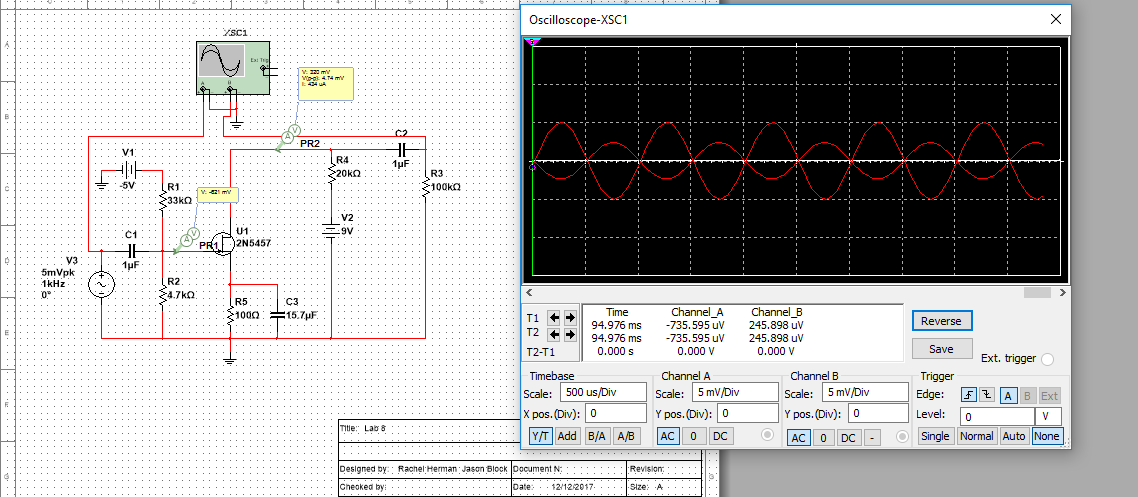 XSC1
Ext Trig
A
B
V: 320 mV
V(p-p): 4.74 mV
I: 434 uA
PR2
C2
1µF
V1
-5V
R1
33kΩ
V: -621 mV
R4
20kΩ
R3
100kΩ
V2
9V
U1
2N5457
PR1
C1
1µF
V3
5mVpk
1kHz
0°
R2
4.7kΩ
R5
100Ω
C3
15.7µF
Title: Lab 8
Designed by: Rachel Herman Jason Block
Document N:
Revision:
Checked by:
Date: 12/12/2017
Size: A
Oscilloscope-XSC1
Time Channel_A Channel_B
T1 94.976 ms -735.595 uV 245.898 uV
T2 94.976 ms -735.595 uV 245.898 uV
T2-T1 0.000 s 0.000 V 0.000 V
Reverse
Save
Ext. trigger
Timebase
Scale: 500 us/Div
X pos.(Div): 0
Y/T Add B/A A/B
Channel A
Scale: 5 mV/Div
Y pos.(Div): 0
AC 0 DC
Channel B
Scale: 5 mV/Div
Y pos.(Div): 0
AC 0 DC -
Trigger
Edge: A B Ext
Level: 0 V
Single Normal Auto None